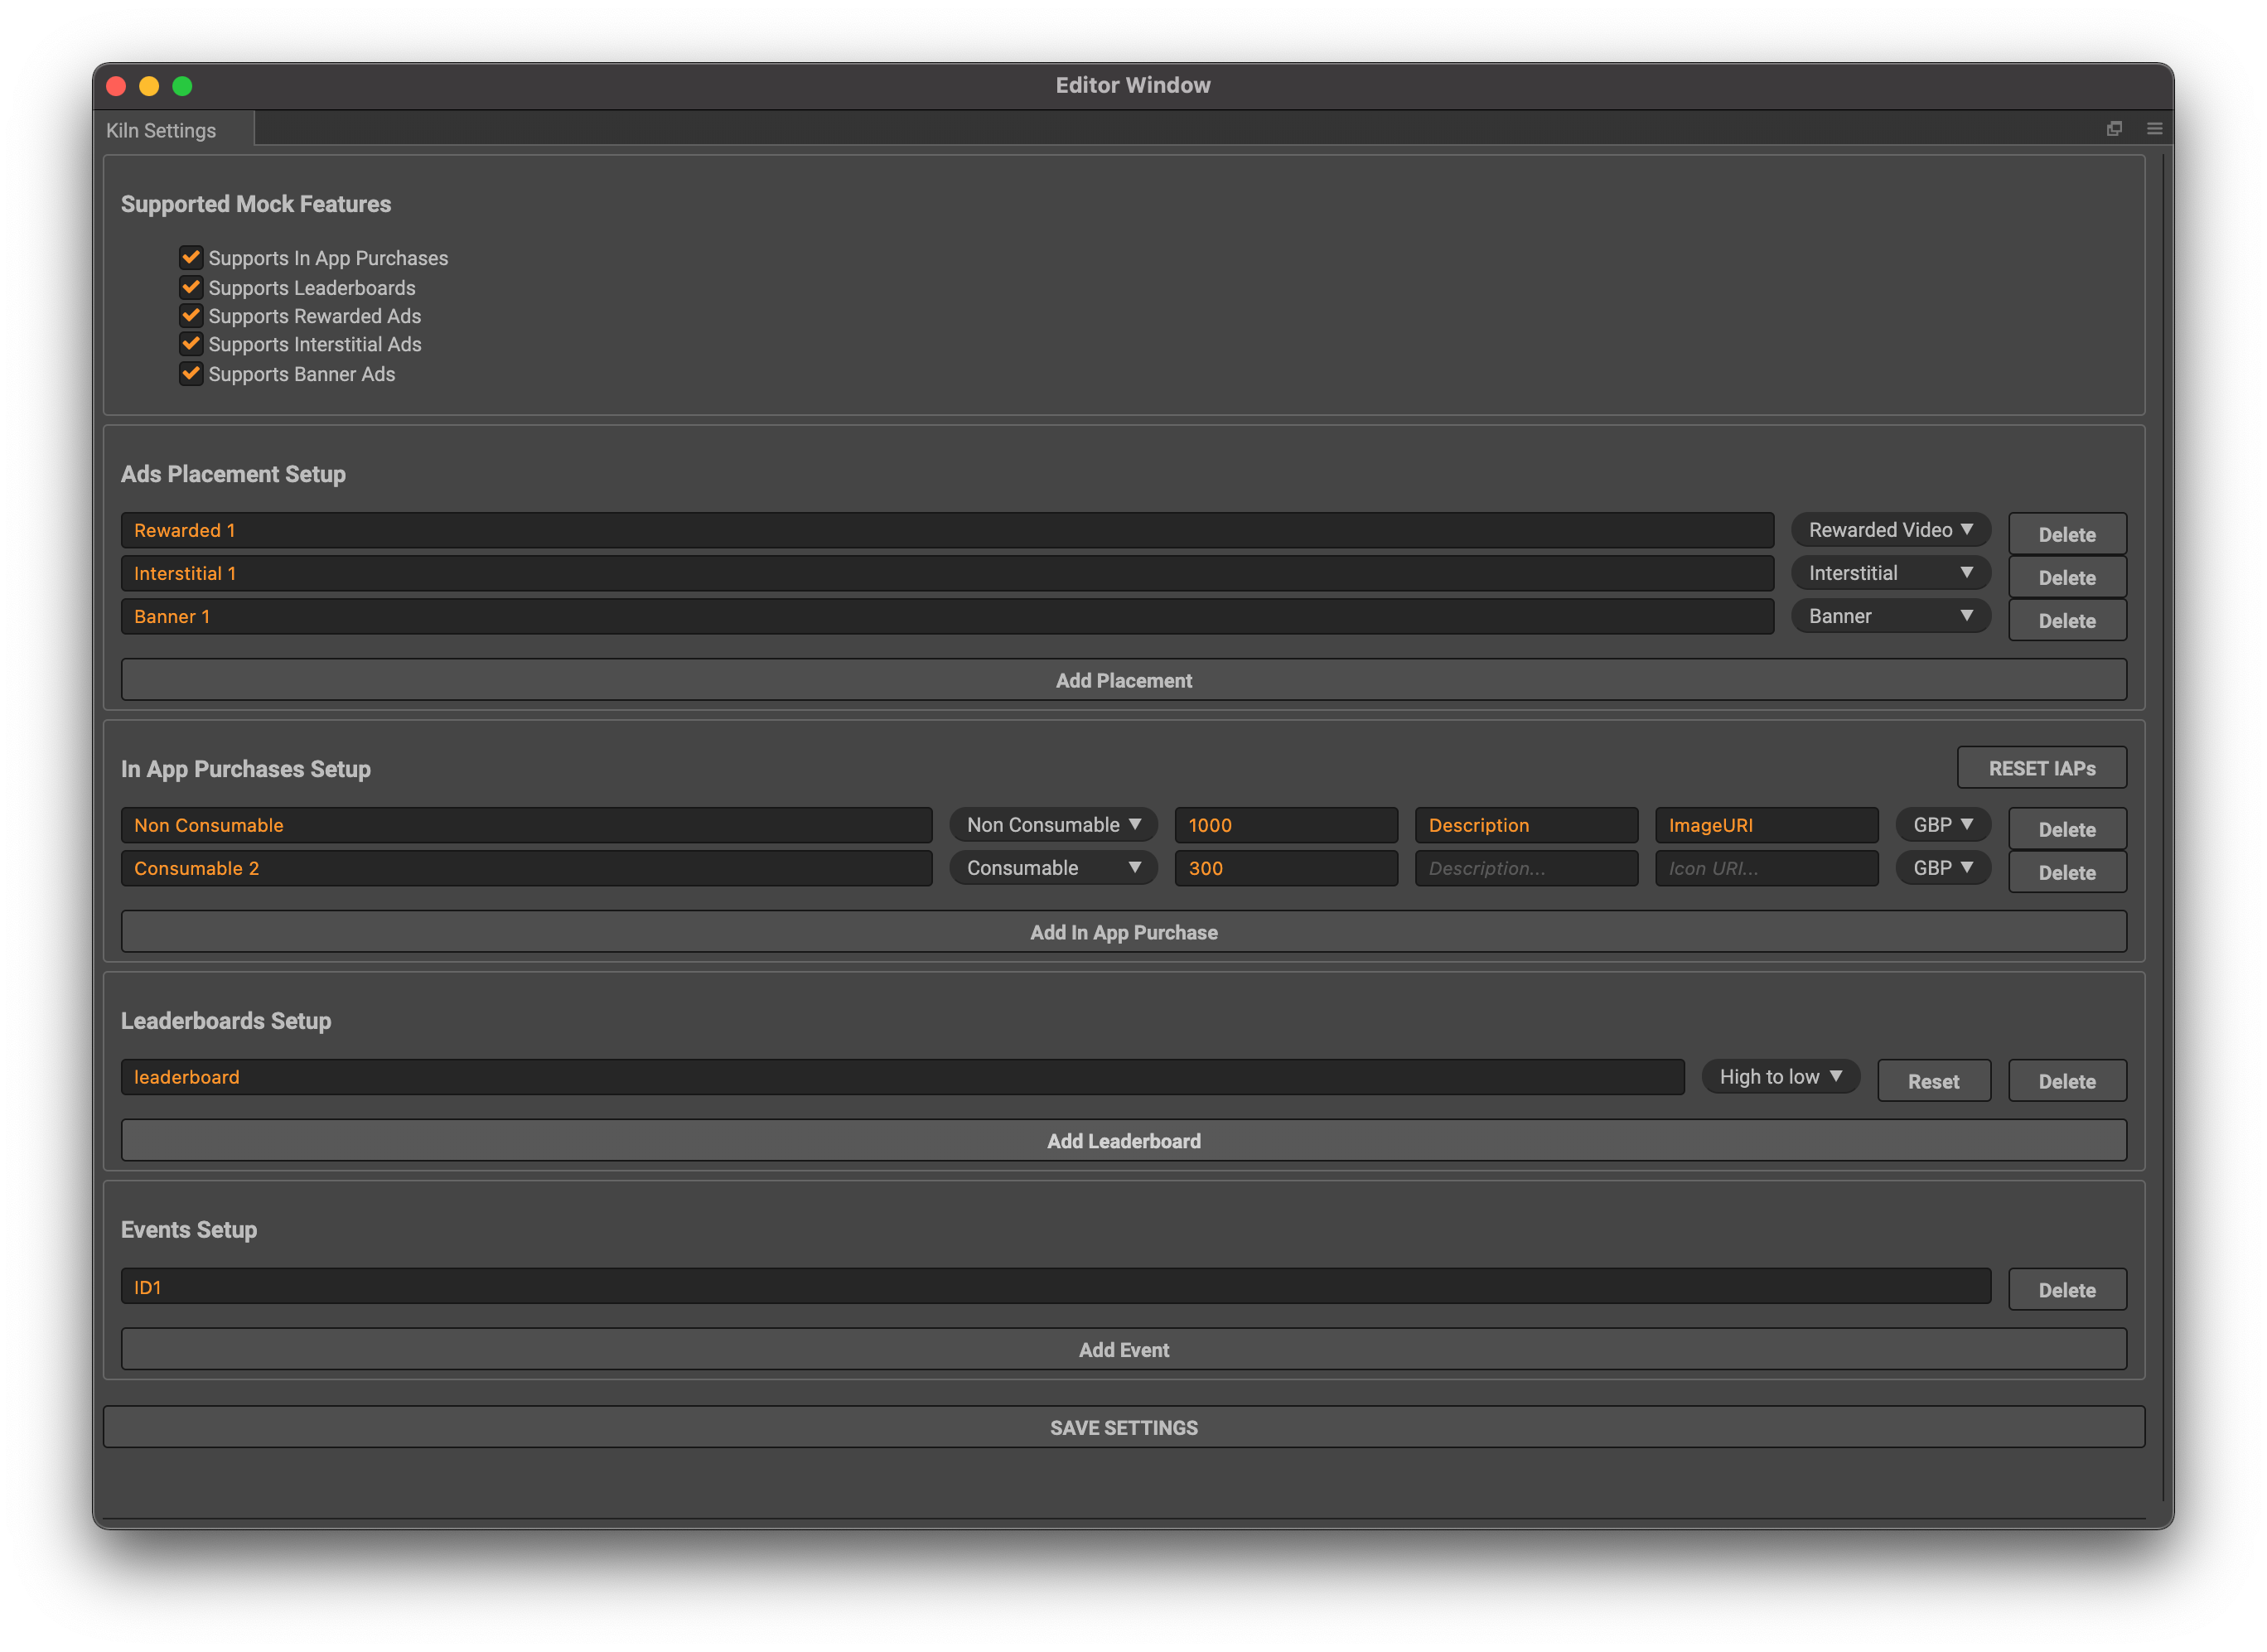 Editor Window
Kiln Settings
Supported Mock Features
Supports In App Purchases
Supports Leaderboards
Supports Rewarded Ads
Supports Interstitial Ads
Supports Banner Ads
Ads Placement Setup
Rewarded 1 Rewarded Video Delete
Interstitial 1 Interstitial Delete
Banner 1 Banner Delete
Add Placement
In App Purchases Setup RESET IAPs
Non Consumable Non Consumable 1000 Description ImageURI GBP Delete
Consumable 2 Consumable 300 Description... Icon URI... GBP Delete
Add In App Purchase
Leaderboards Setup
leaderboard High to low Reset Delete
Add Leaderboard
Events Setup
ID1 Delete
Add Event
SAVE SETTINGS